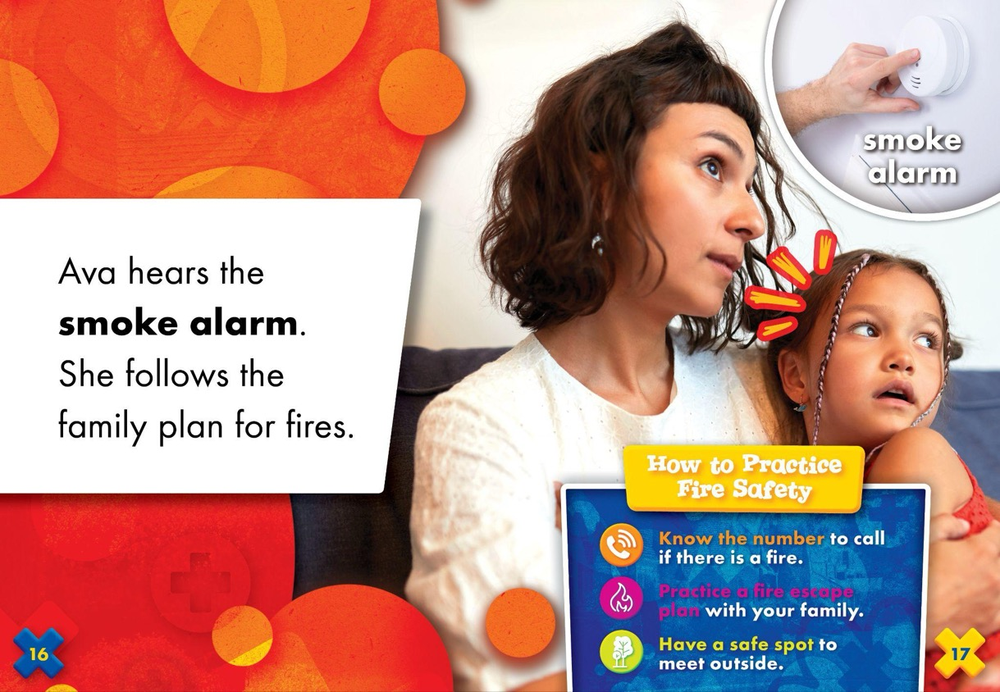 Ava hears the
smoke alarm.
She follows the
family plan for fires.
16
smoke
alarm
How to Practice
Fire Safety
Know the number to call
if there is a fire.
Practice a fire escape
plan with your family.
Have a safe spot to
meet outside.
17